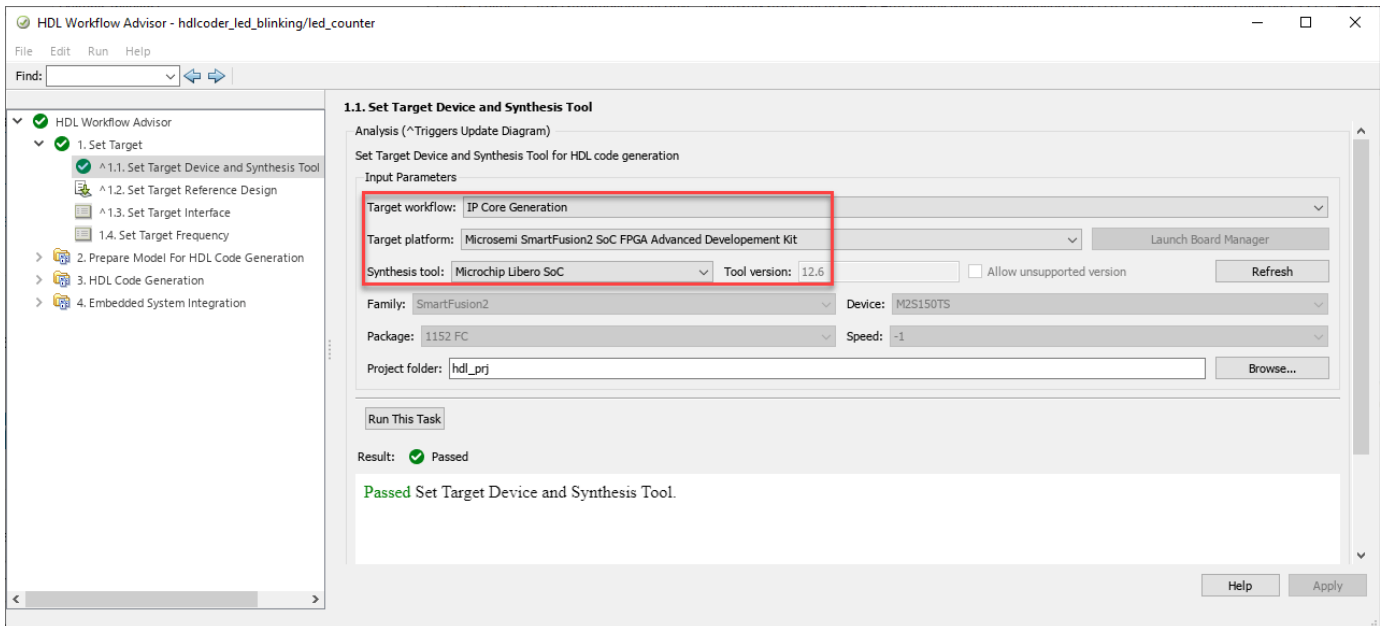 HDL Workflow Advisor - hdlcoder_led_blinking/led_counter
File Edit Run Help
Find:
HDL Workflow Advisor
1. Set Target
^1.1. Set Target Device and Synthesis Tool
^1.2. Set Target Reference Design
^1.3. Set Target Interface
1.4. Set Target Frequency
2. Prepare Model For HDL Code Generation
3. HDL Code Generation
4. Embedded System Integration
1.1. Set Target Device and Synthesis Tool
Analysis (^Triggers Update Diagram)
Set Target Device and Synthesis Tool for HDL code generation
Input Parameters
Target workflow: IP Core Generation
Target platform: Microsemi SmartFusion2 SoC FPGA Advanced Developement Kit Launch Board Manager
Synthesis tool: Microchip Libero SoC Tool version: 12.6 Allow unsupported version Refresh
Family: SmartFusion2 Device: M2S150TS
Package: 1152 FC Speed: -1
Project folder: hdl_prj Browse...
Run This Task
Result: Passed
Passed Set Target Device and Synthesis Tool.
Help Apply